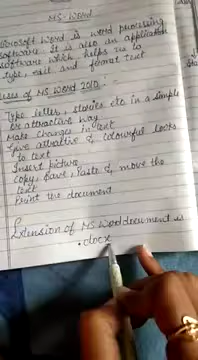 MS-WORD
Microsoft Word is word processing
software. It is also an application
software which helps us to
type, edit and format text
uses of MS Word 2010:-
Type letter, stories etc in a simple
or attractive way
Make changes in text
Give attractive & colourful looks
to text
Insert picture
Copy, Save, Paste & move the
text
Print the document
Extension of MS Word document is
.docx